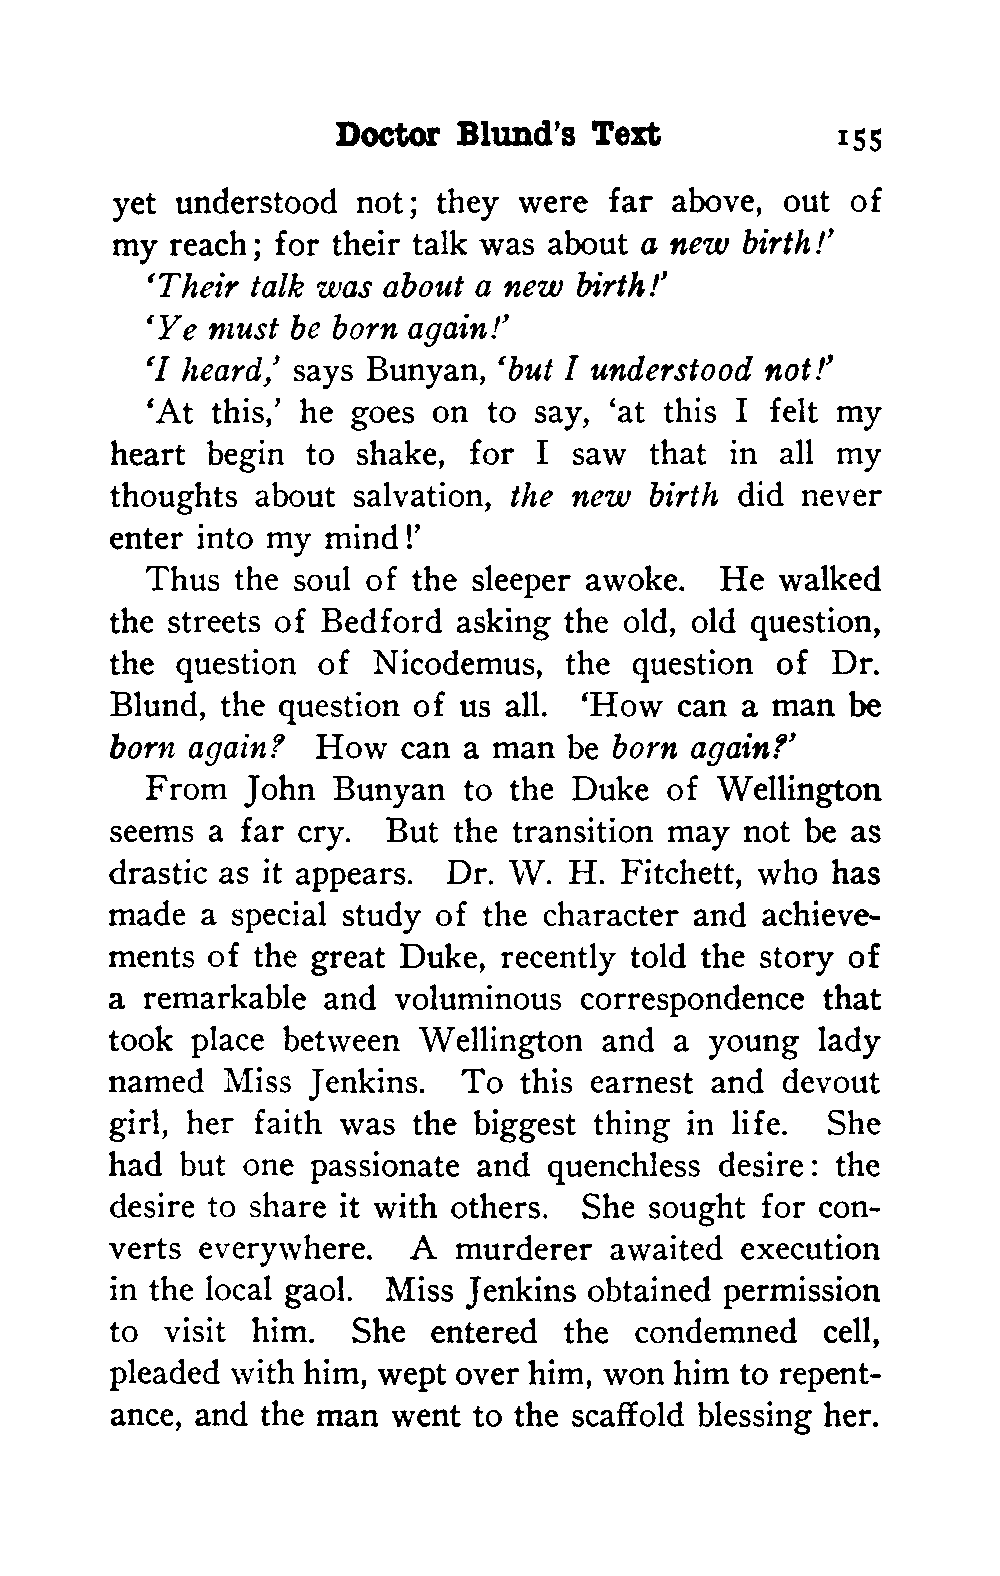 Doctor Blund's Text 155
yet understood not; they were far above, out of
my reach; for their talk was about a new birth!'
'Their talk was about a new birth!'
'Ye must be born again!'
'I heard,' says Bunyan, 'but I understood not!'
'At this,' he goes on to say, 'at this I felt my
heart begin to shake, for I saw that in all my
thoughts about salvation, the new birth did never
enter into my mind!'
Thus the soul of the sleeper awoke. He walked
the streets of Bedford asking the old, old question,
the question of Nicodemus, the question of Dr.
Blund, the question of us all. 'How can a man be
born again? How can a man be born again?'
From John Bunyan to the Duke of Wellington
seems a far cry. But the transition may not be as
drastic as it appears. Dr. W. H. Fitchett, who has
made a special study of the character and achieve-
ments of the great Duke, recently told the story of
a remarkable and voluminous correspondence that
took place between Wellington and a young lady
named Miss Jenkins. To this earnest and devout
girl, her faith was the biggest thing in life. She
had but one passionate and quenchless desire: the
desire to share it with others. She sought for con-
verts everywhere. A murderer awaited execution
in the local gaol. Miss Jenkins obtained permission
to visit him. She entered the condemned cell,
pleaded with him, wept over him, won him to repent-
ance, and the man went to the scaffold blessing her.